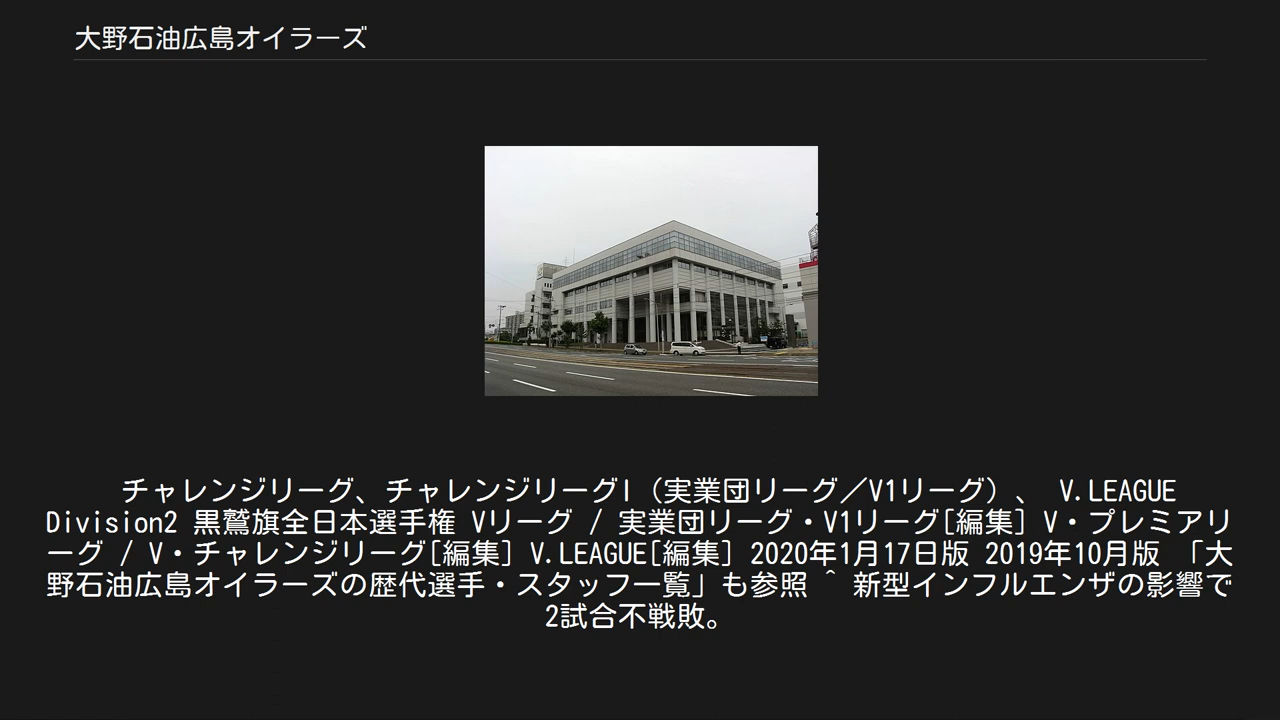 大野石油広島オイラーズ
チャレンジリーグ、チャレンジリーグI（実業団リーグ／V1リーグ）、 V.LEAGUE
Division2 黒鷲旗全日本選手権 Vリーグ / 実業団リーグ・V1リーグ[編集] V・プレミアリ
ーグ / V・チャレンジリーグ[編集] V.LEAGUE[編集] 2020年1月17日版 2019年10月版 「大
野石油広島オイラーズの歴代選手・スタッフ一覧」も参照 ^ 新型インフルエンザの影響で
2試合不戦敗。